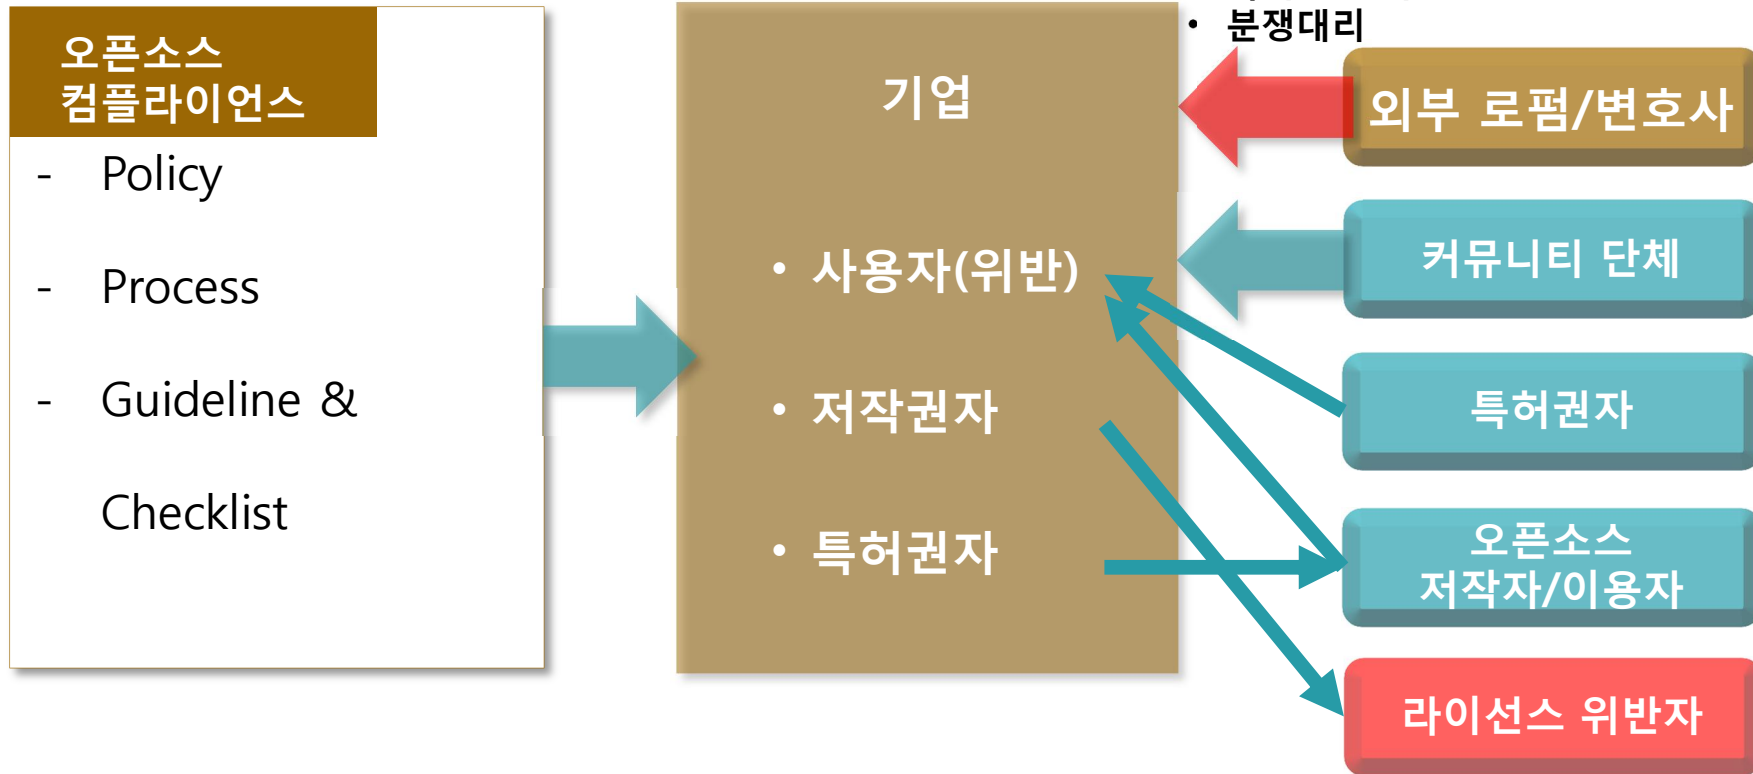 오픈소스
컴플라이언스
- Policy
- Process
- Guideline &
Checklist
기업
• 사용자(위반)
• 저작권자
• 특허권자
• 분쟁대리
외부 로펌/변호사
커뮤니티 단체
특허권자
오픈소스
저작자/이용자
라이선스 위반자